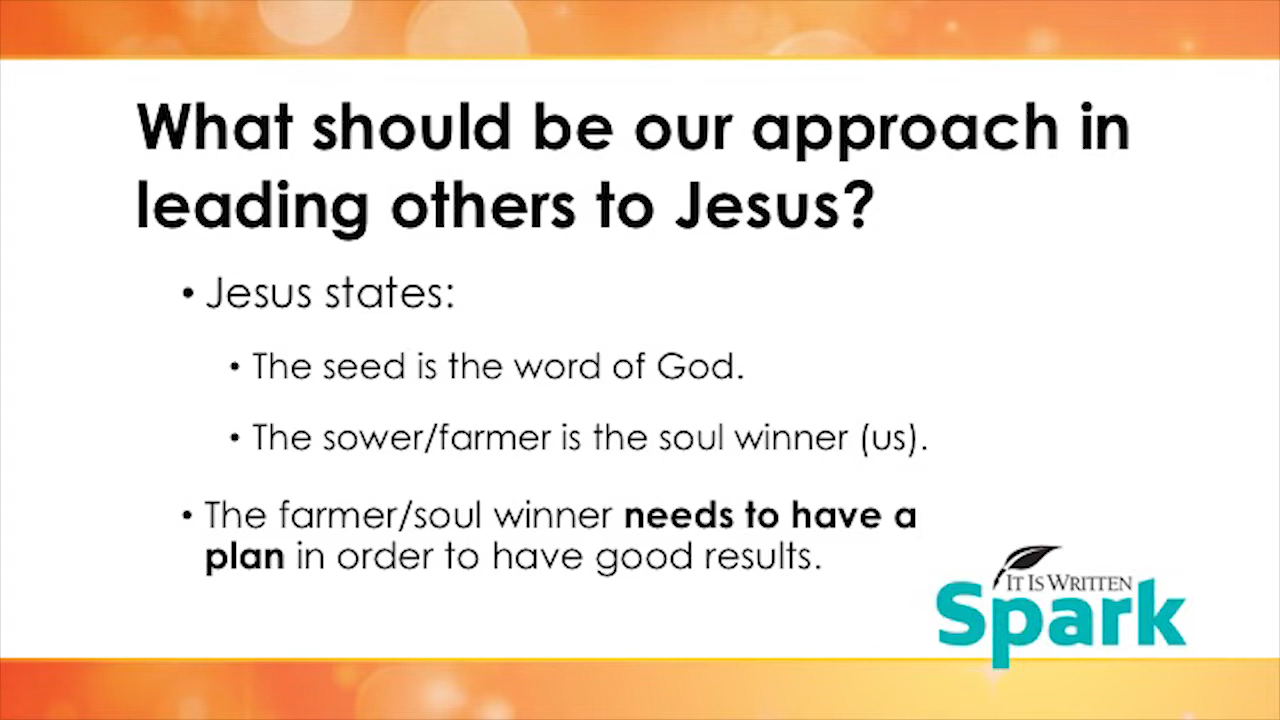 What should be our approach in
leading others to Jesus?
• Jesus states:
• The seed is the word of God.
• The sower/farmer is the soul winner (us).
• The farmer/soul winner needs to have a
plan in order to have good results.
IT IS WRITTEN
Spark